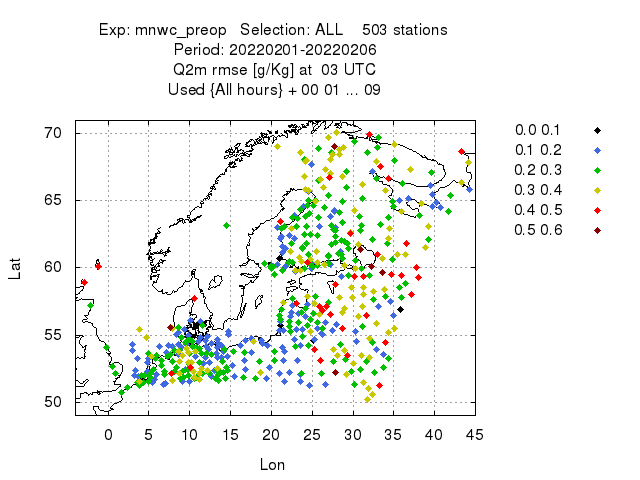 Exp: mnwc_preop   Selection: ALL    503 stations
Period: 20220201-20220206
Q2m rmse [g/Kg] at  03 UTC
Used {All hours} + 00 01 ... 09
0.0 0.1
0.1 0.2
0.2 0.3
0.3 0.4
0.4 0.5
0.5 0.6
70
65
60
55
50
Lat
0 5 10 15 20 25 30 35 40 45
Lon